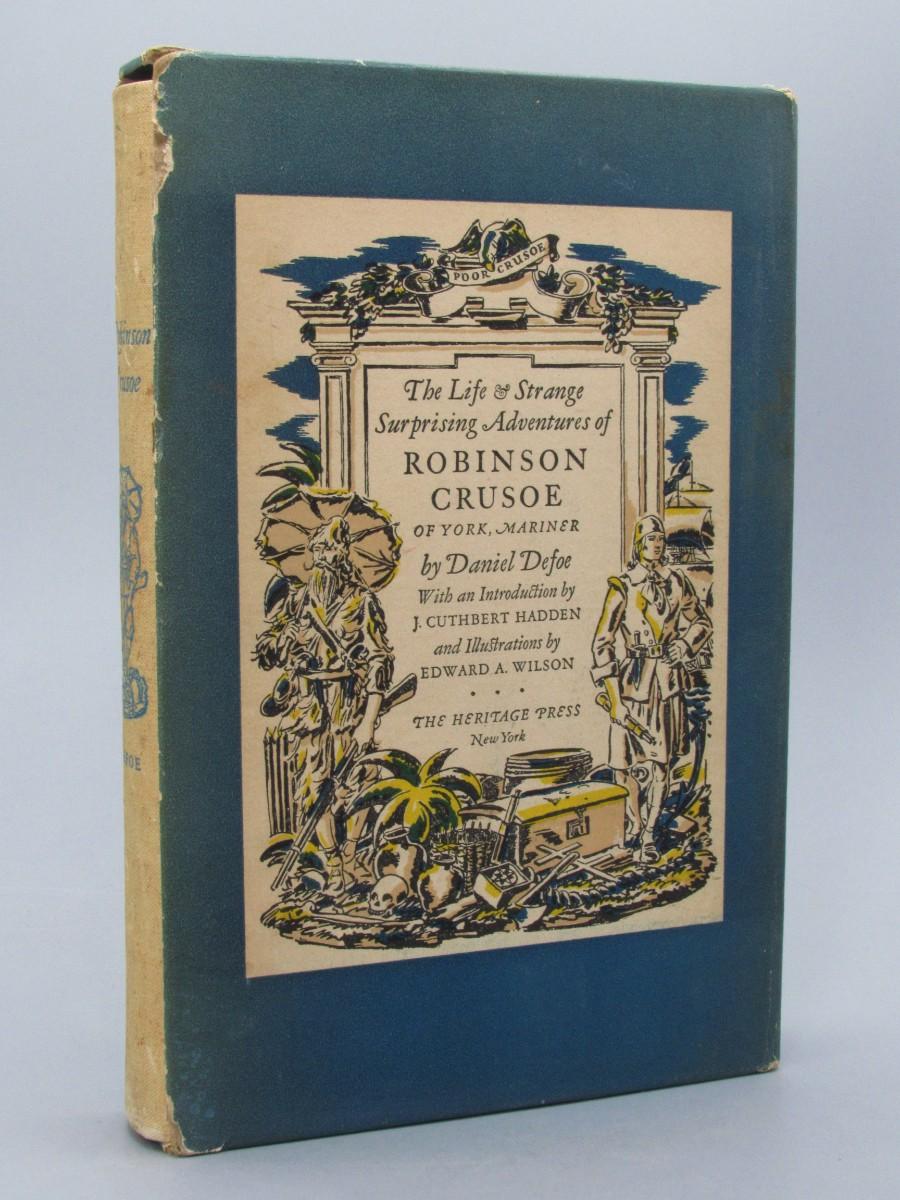 POOR CRUSOE
The Life & Strange
Surprising Adventures of
ROBINSON
CRUSOE
OF YORK, MARINER
by Daniel Defoe
With an Introduction by
J. CUTHBERT HADDEN
and Illustrations by
EDWARD A. WILSON
THE HERITAGE PRESS
New York